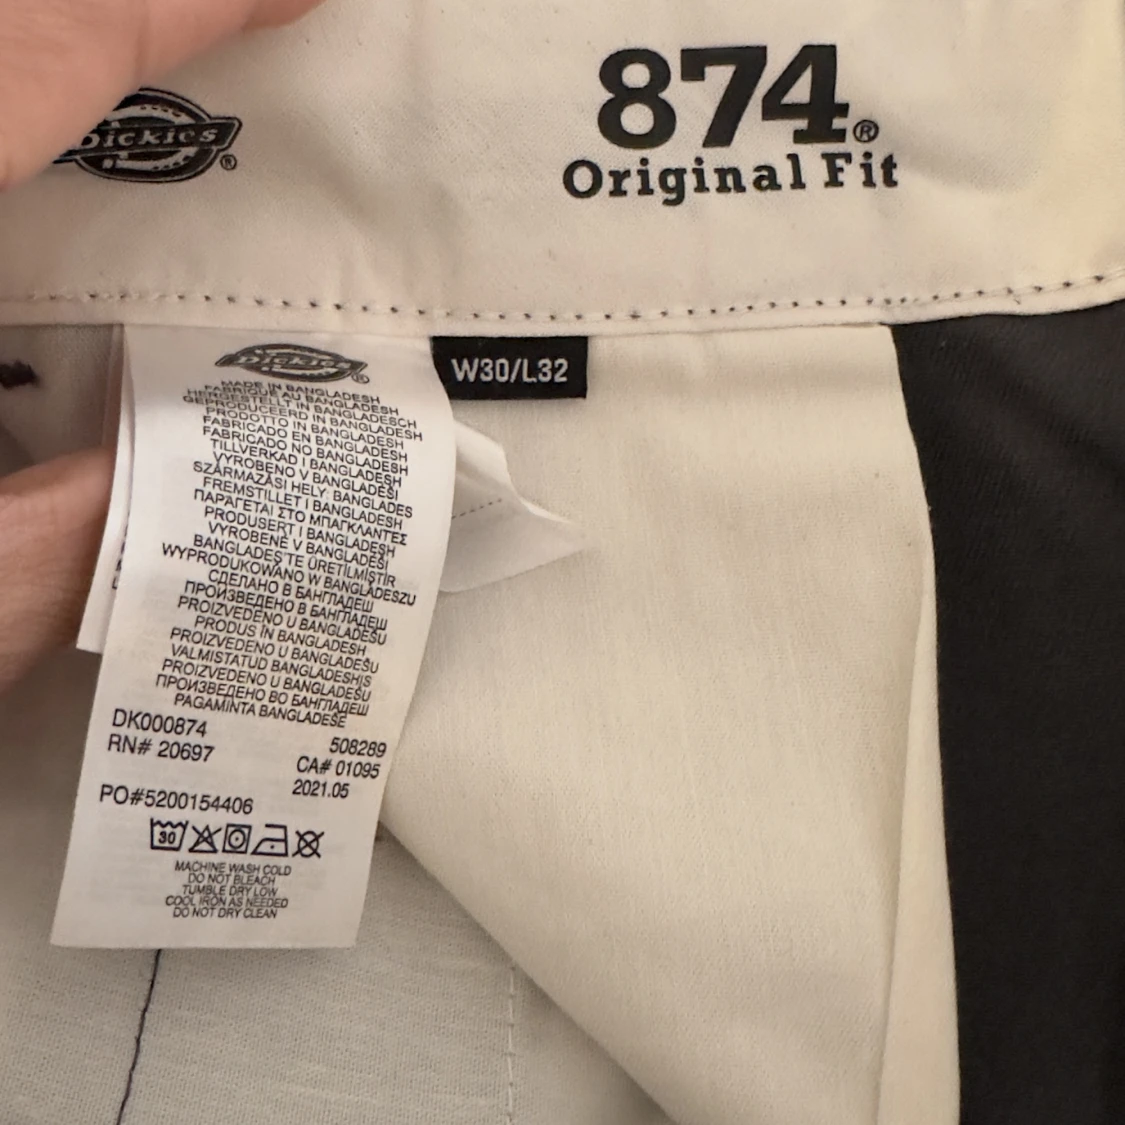 Dickies®
874®
Original Fit
W30/L32
Dickies®
MADE IN BANGLADESH
FABRIQUÉ AU BANGLADESH
HERGESTELLT IN BANGLADESCH
GEPRODUCEERD IN BANGLADESH
PRODOTTO IN BANGLADESH
FABRICADO EN BANGLADESH
FABRICADO NO BANGLADESH
TILLVERKAD I BANGLADESH
VYROBENO V BANGLADÉŠI
SZÁRMAZÁSI HELY: BANGLADES
FREMSTILLET I BANGLADESH
ΠΑΡΑΓΕΤΑΙ ΣΤΟ ΜΠΑΓΚΛΑΝΤΕΣ
PRODUSERT I BANGLADESH
VYROBENÉ V BANGLADÉŠI
BANGLADEŞ'TE ÜRETİLMİŞTİR
WYPRODUKOWANO W BANGLADESZU
СДЕЛАНО В БАНГЛАДЕШ
ПРОИЗВЕДЕНО В БАНГЛАДЕШ
PROIZVEDENO U BANGLADEŠU
PRODUS ÎN BANGLADESH
PROIZVEDENO U BANGLADEŠU
VALMISTATUD BANGLADESHIS
PROIZVEDENO U BANGLADEŠU
ПРОИЗВЕДЕНО ВО БАНГЛАДЕШ
PAGAMINTA BANGLADEŠE
DK000874
508289
RN# 20697
CA# 01095
2021.05
PO#5200154406
30
MACHINE WASH COLD
DO NOT BLEACH
TUMBLE DRY LOW
COOL IRON AS NEEDED
DO NOT DRY CLEAN